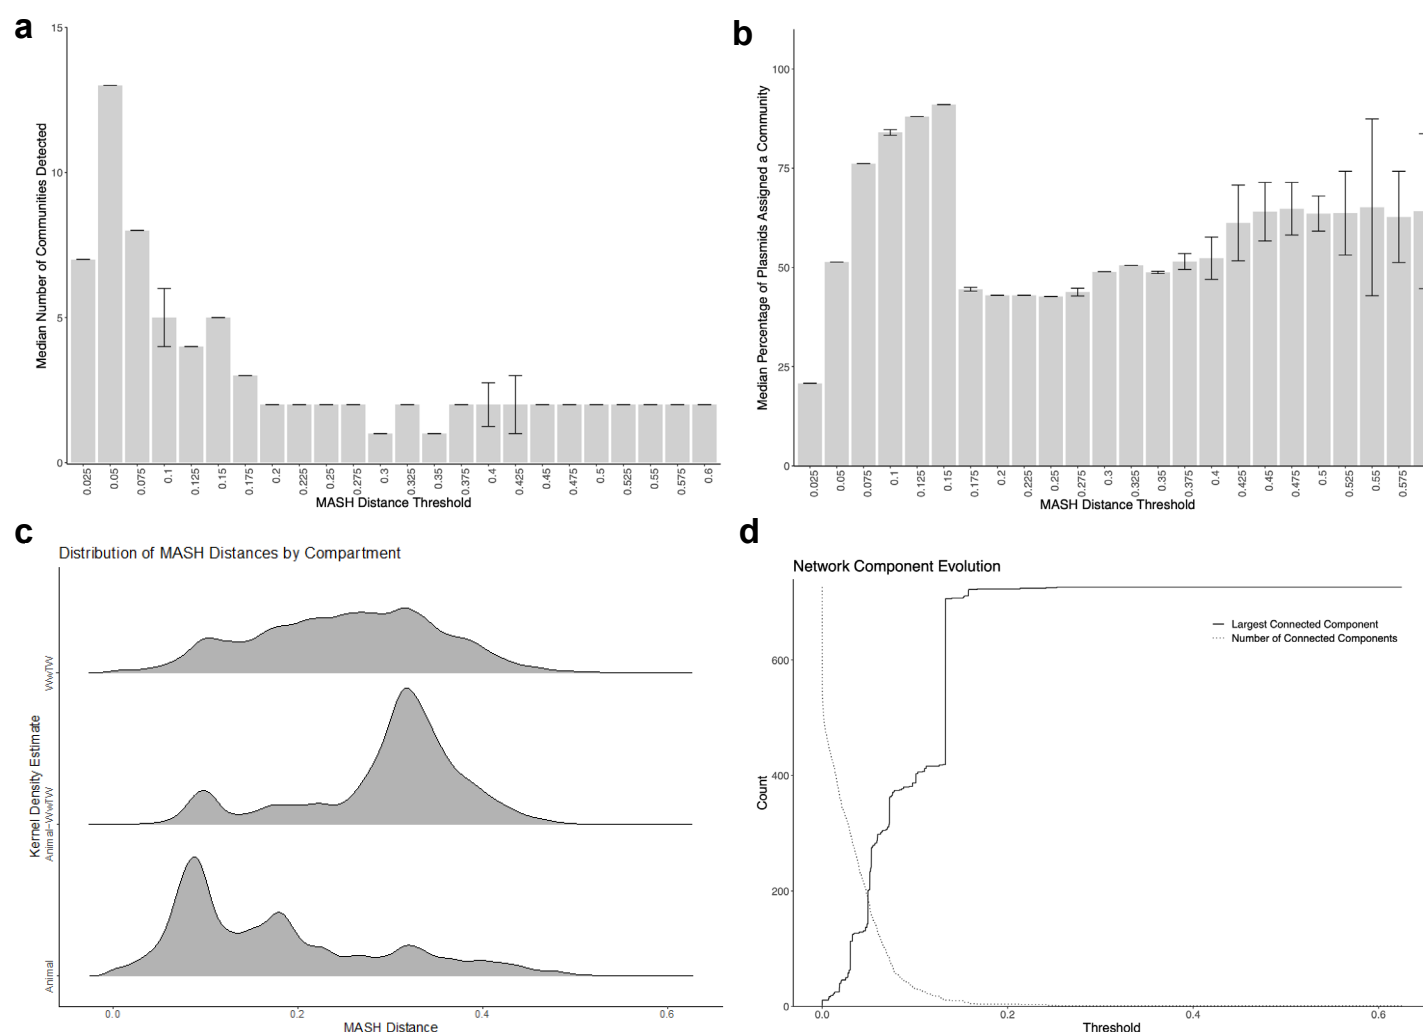 a
15
10
5
0
Median Number of Communities Detected
0.025 0.05 0.075 0.1 0.125 0.15 0.175 0.2 0.225 0.25 0.275 0.3 0.325 0.35 0.375 0.4 0.425 0.45 0.475 0.5 0.525 0.55 0.575 0.6
MASH Distance Threshold
b
100
75
50
25
0
Median Percentage of Plasmids Assigned a Community
0.025 0.05 0.075 0.1 0.125 0.15 0.175 0.2 0.225 0.25 0.275 0.3 0.325 0.35 0.375 0.4 0.425 0.45 0.475 0.5 0.525 0.55 0.575
MASH Distance Threshold
c
Distribution of MASH Distances by Compartment
Kernel Density Estimate
WwTW
Animal-WwTW
Animal
0.0 0.2 0.4 0.6
MASH Distance
d
Network Component Evolution
Largest Connected Component
Number of Connected Components
600
400
200
0
Count
0.0 0.2 0.4 0.6
Threshold